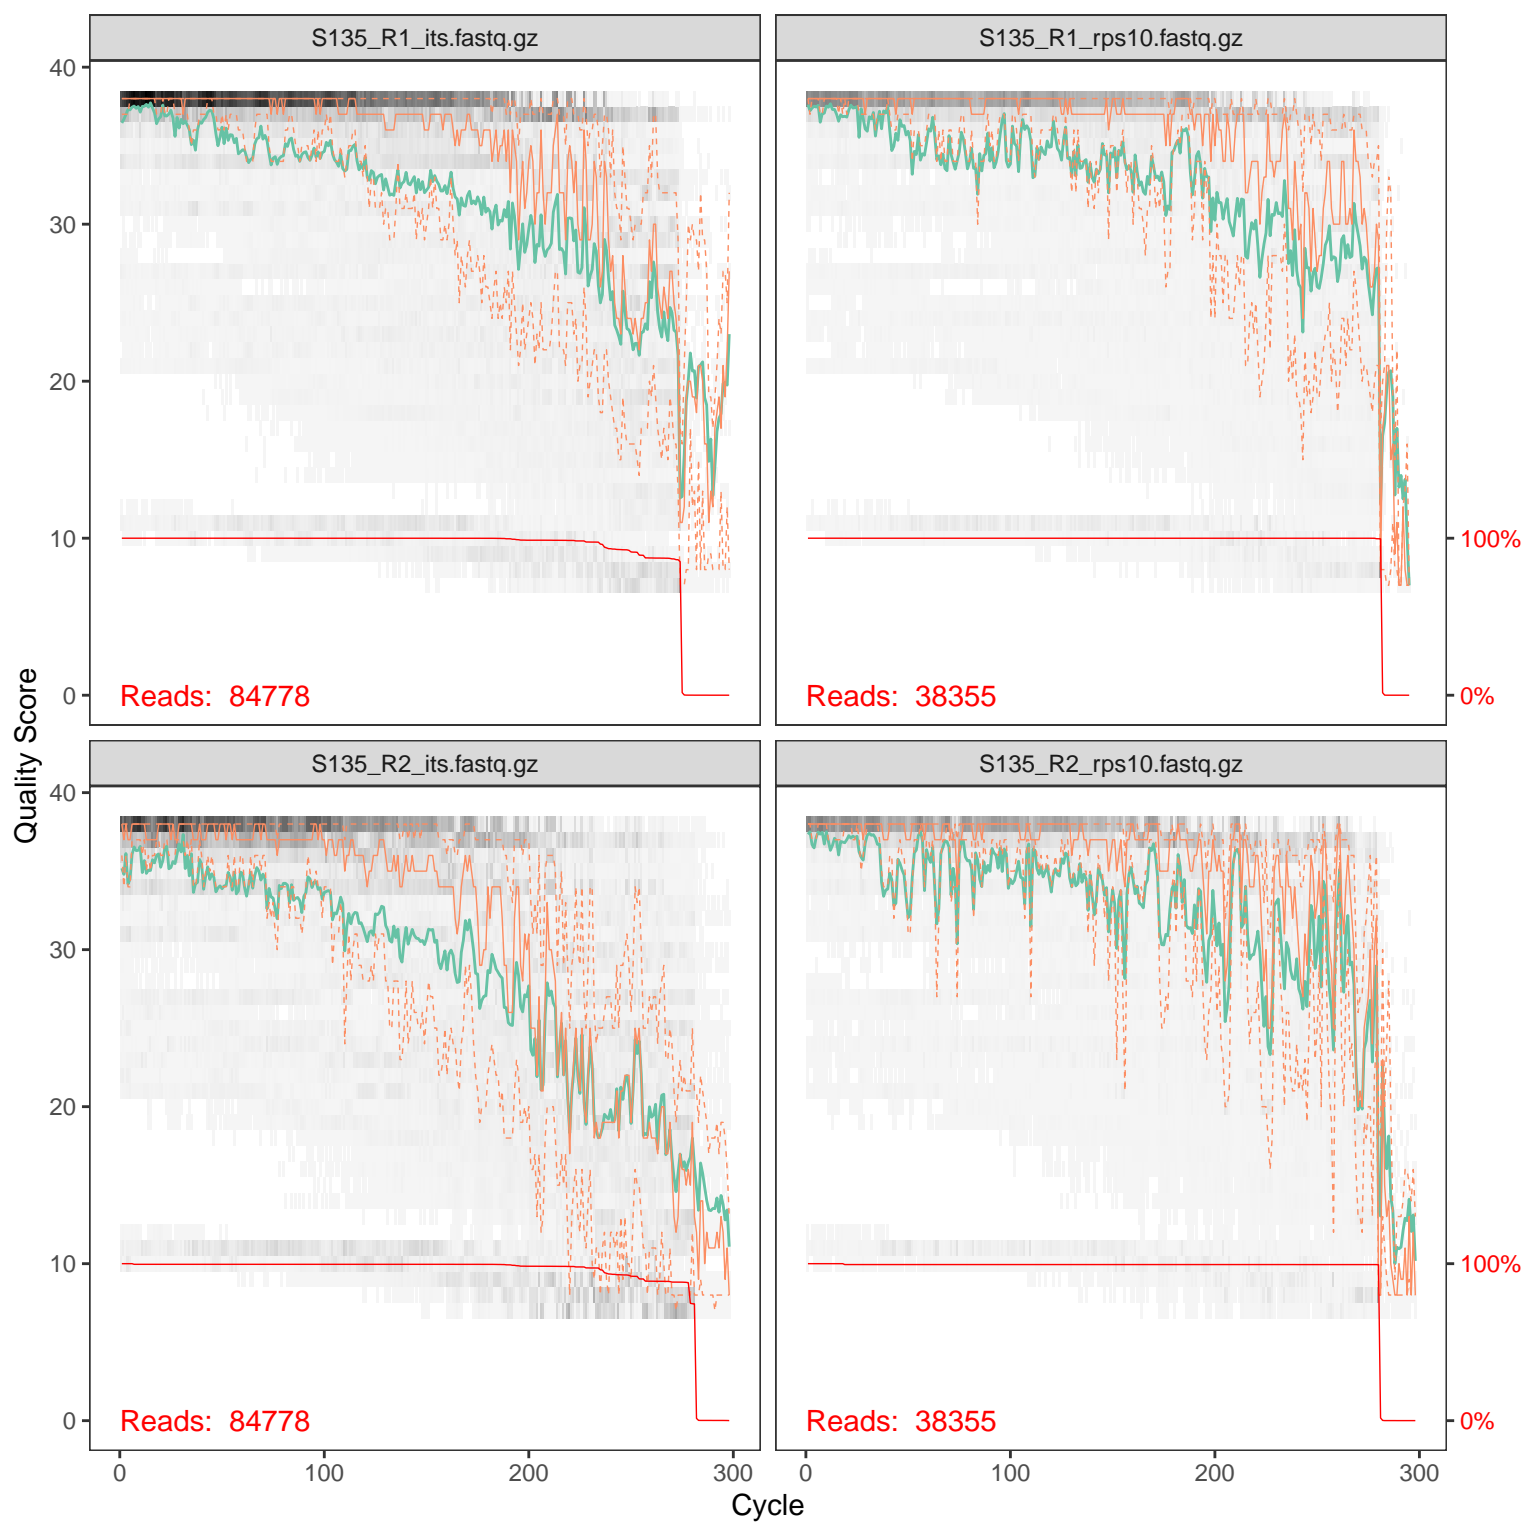 S135_R1_its.fastq.gz
S135_R1_rps10.fastq.gz
40
30
20
10
0
100%
0%
Reads: 84778
Reads: 38355
Quality Score
S135_R2_its.fastq.gz
S135_R2_rps10.fastq.gz
40
30
20
10
0
100%
0%
Reads: 84778
Reads: 38355
0 100 200 300
0 100 200 300
Cycle